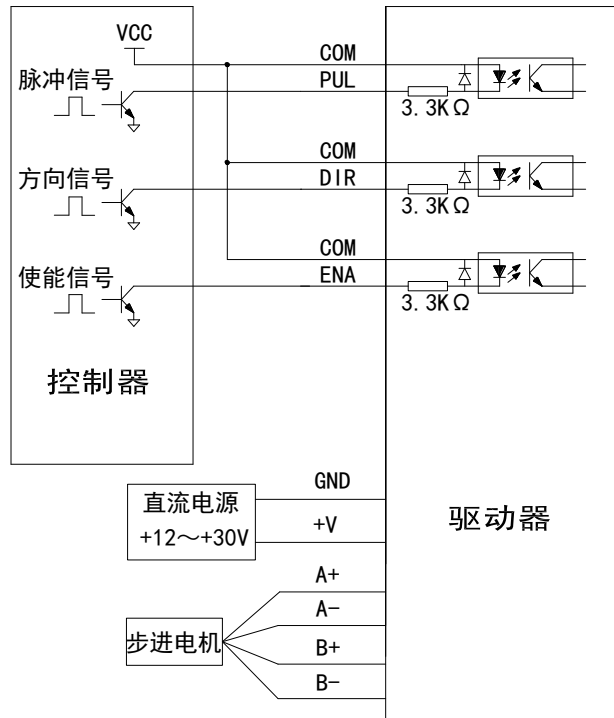 VCC
COM
脉冲信号
PUL
3.3KΩ
COM
方向信号
DIR
3.3KΩ
COM
使能信号
ENA
3.3KΩ
控制器
GND
直流电源
+12～+30V
+V
驱动器
A+
A-
步进电机
B+
B-